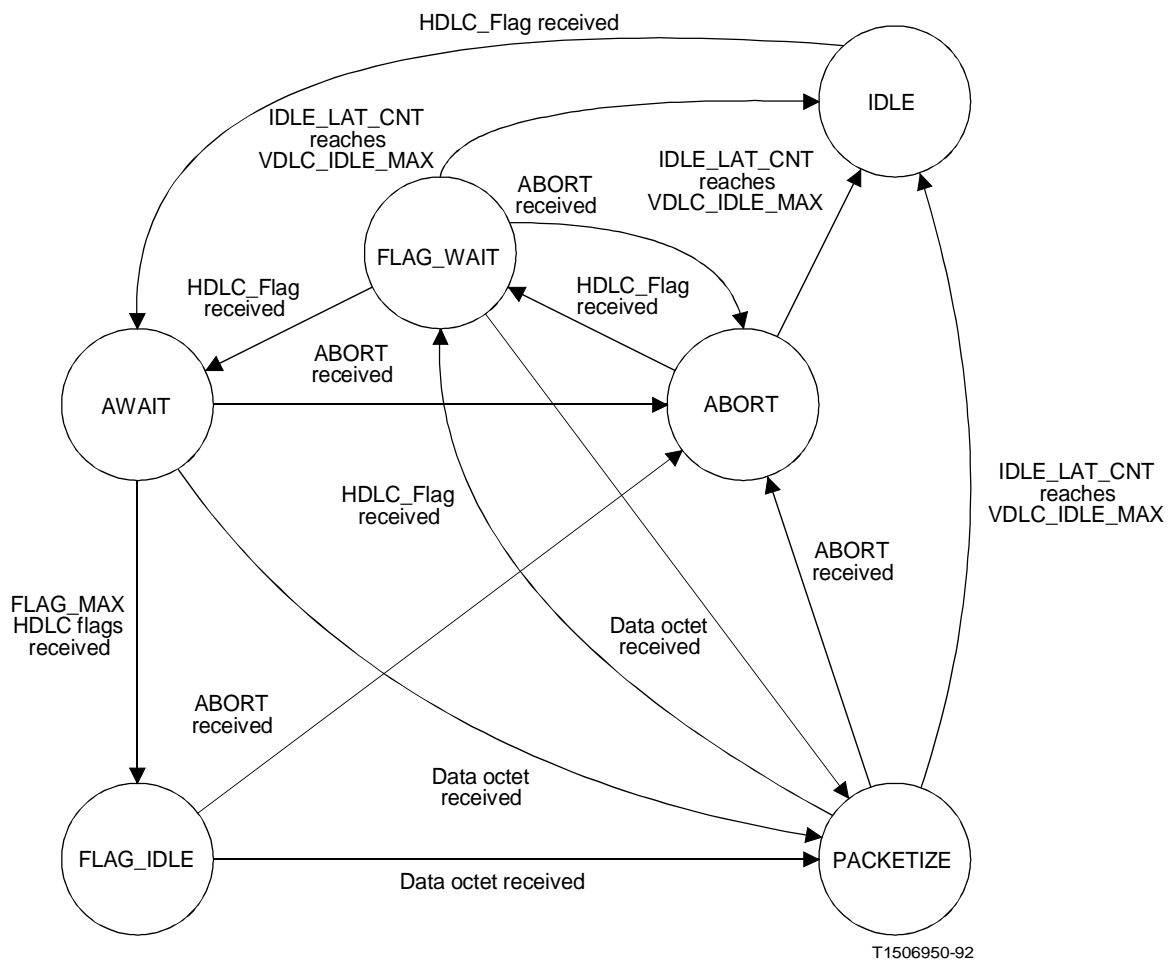 HDLC_Flag received
IDLE
IDLE_LAT_CNT
reaches
VDLC_IDLE_MAX
IDLE_LAT_CNT
reaches
VDLC_IDLE_MAX
ABORT
received
FLAG_WAIT
HDLC_Flag
received
HDLC_Flag
received
ABORT
received
AWAIT
ABORT
HDLC_Flag
received
IDLE_LAT_CNT
reaches
VDLC_IDLE_MAX
ABORT
received
FLAG_MAX
HDLC flags
received
Data octet
received
ABORT
received
Data octet
received
FLAG_IDLE
PACKETIZE
Data octet received
T1506950-92